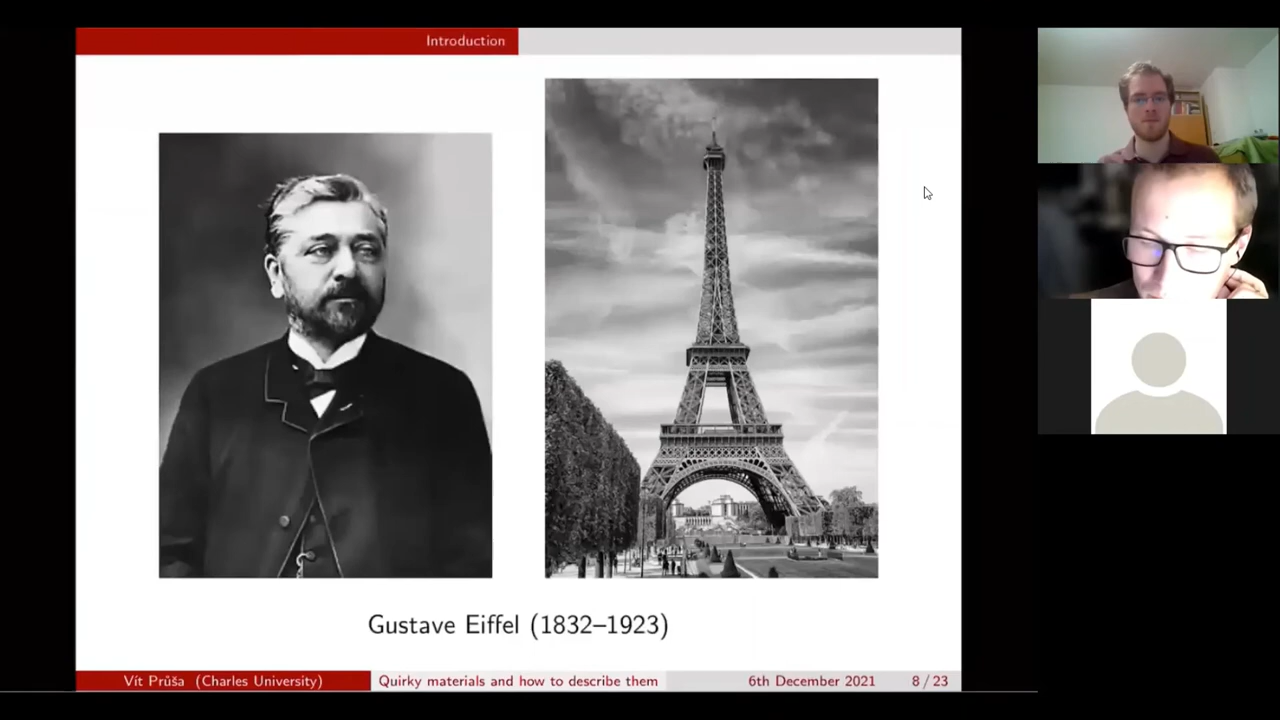 Introduction
Gustave Eiffel (1832–1923)
Vít Průša (Charles University) Quirky materials and how to describe them 6th December 2021 8 / 23